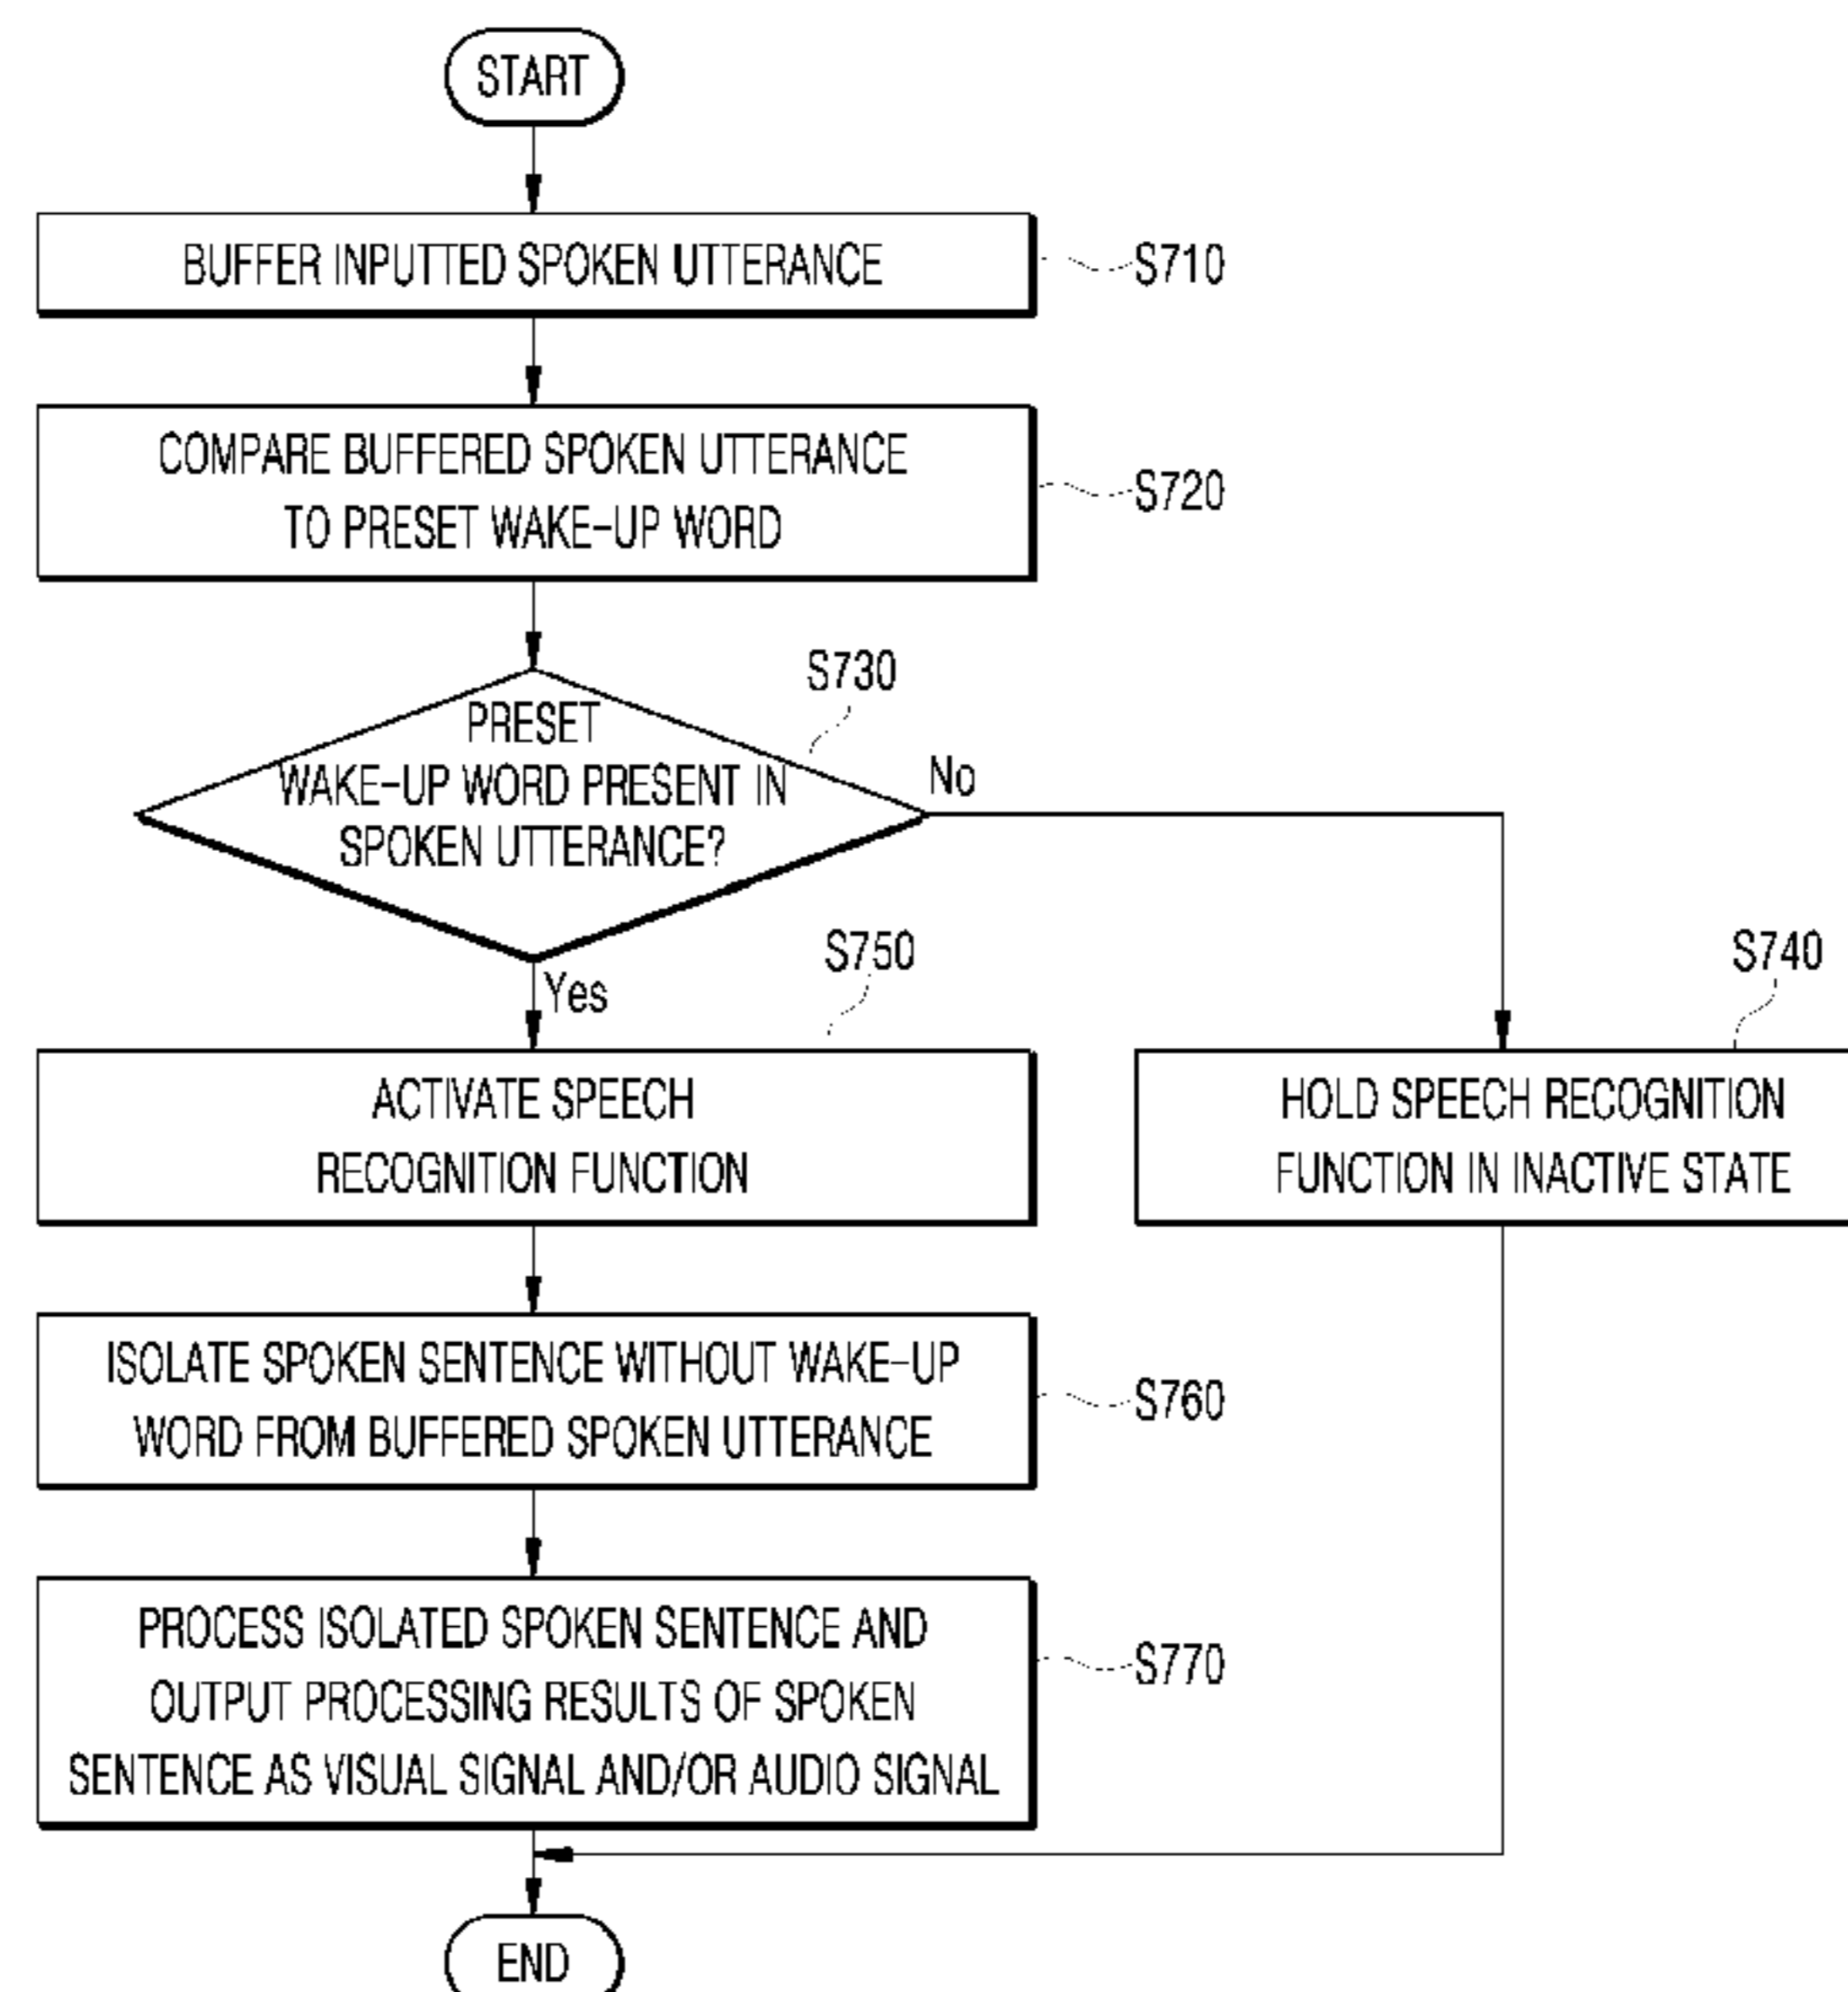 START
BUFFER INPUTTED SPOKEN UTTERANCE
S710
COMPARE BUFFERED SPOKEN UTTERANCE
TO PRESET WAKE-UP WORD
S720
S730
PRESET
WAKE-UP WORD PRESENT IN
SPOKEN UTTERANCE?
No
Yes
S750
ACTIVATE SPEECH
RECOGNITION FUNCTION
S740
HOLD SPEECH RECOGNITION
FUNCTION IN INACTIVE STATE
ISOLATE SPOKEN SENTENCE WITHOUT WAKE-UP
WORD FROM BUFFERED SPOKEN UTTERANCE
S760
PROCESS ISOLATED SPOKEN SENTENCE AND
OUTPUT PROCESSING RESULTS OF SPOKEN
SENTENCE AS VISUAL SIGNAL AND/OR AUDIO SIGNAL
S770
END